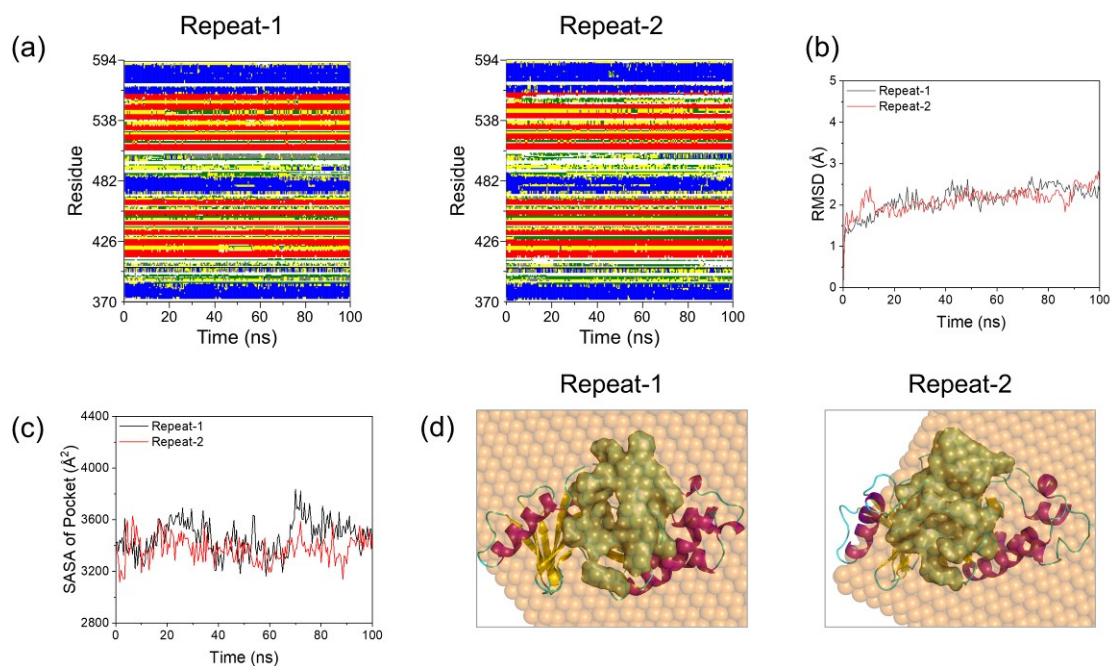 Repeat-1
Repeat-2
(a)
(b)
594
538
482
426
370
Residue
0 20 40 60 80 100
Time (ns)
594
538
482
426
370
Residue
0 20 40 60 80 100
Time (ns)
5
4
3
2
1
0
RMSD (Å)
Repeat-1
Repeat-2
0 20 40 60 80 100
Time (ns)
Repeat-1
Repeat-2
(c)
(d)
4400
4000
3600
3200
2800
SASA of Pocket (Å²)
Repeat-1
Repeat-2
0 20 40 60 80 100
Time (ns)